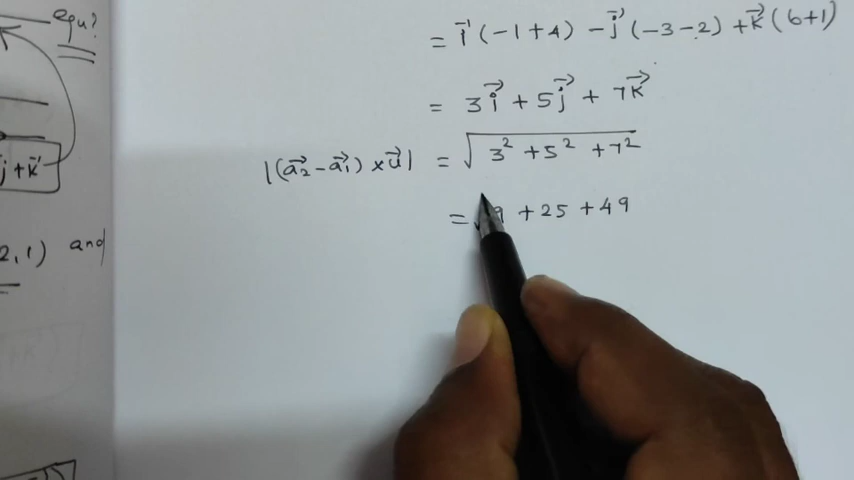 equ?
= i⃗ (-1+4) - j⃗ (-3-2) + k⃗ (6+1)
= 3i⃗ + 5j⃗ + 7k⃗
j⃗ + k⃗
|(a⃗₂ - a⃗₁) × u⃗| = √(3² + 5² + 7²)
= √9 + 25 + 49
2,1) and